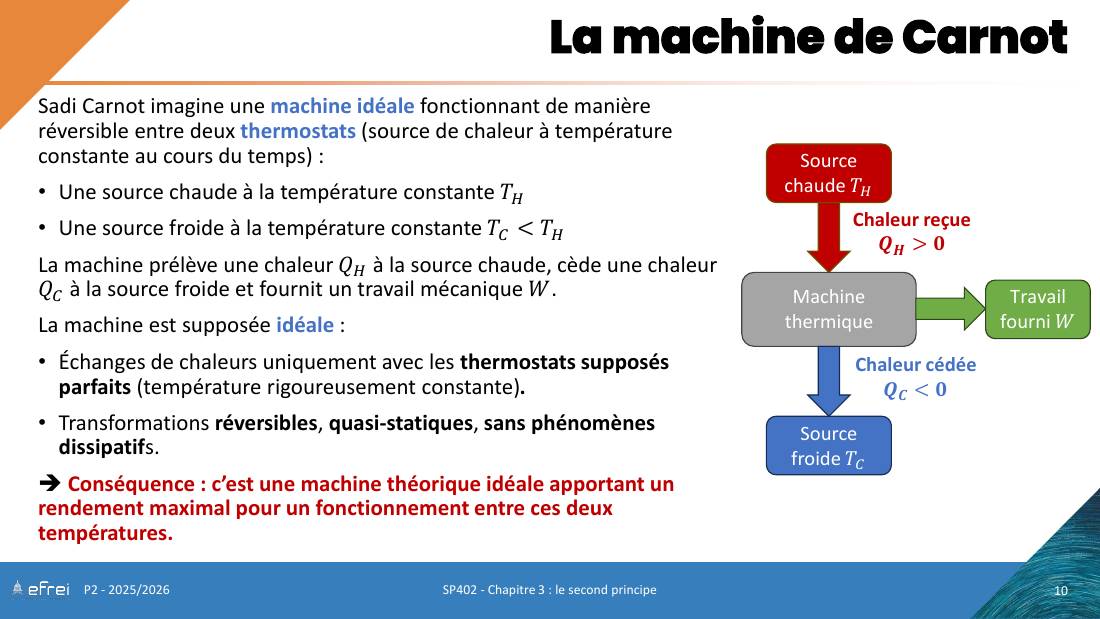 La machine de Carnot
Sadi Carnot imagine une machine idéale fonctionnant de manière
réversible entre deux thermostats (source de chaleur à température
constante au cours du temps) :
• Une source chaude à la température constante T_H
• Une source froide à la température constante T_C < T_H
La machine prélève une chaleur Q_H à la source chaude, cède une chaleur
Q_C à la source froide et fournit un travail mécanique W.
La machine est supposée idéale :
• Échanges de chaleurs uniquement avec les thermostats supposés
parfaits (température rigoureusement constante).
• Transformations réversibles, quasi-statiques, sans phénomènes
dissipatifs.
➔ Conséquence : c’est une machine théorique idéale apportant un
rendement maximal pour un fonctionnement entre ces deux
températures.
Source
chaude T_H
Chaleur reçue
Q_H > 0
Machine
thermique
Travail
fourni W
Chaleur cédée
Q_C < 0
Source
froide T_C
efrei P2 - 2025/2026
SP402 - Chapitre 3 : le second principe
10